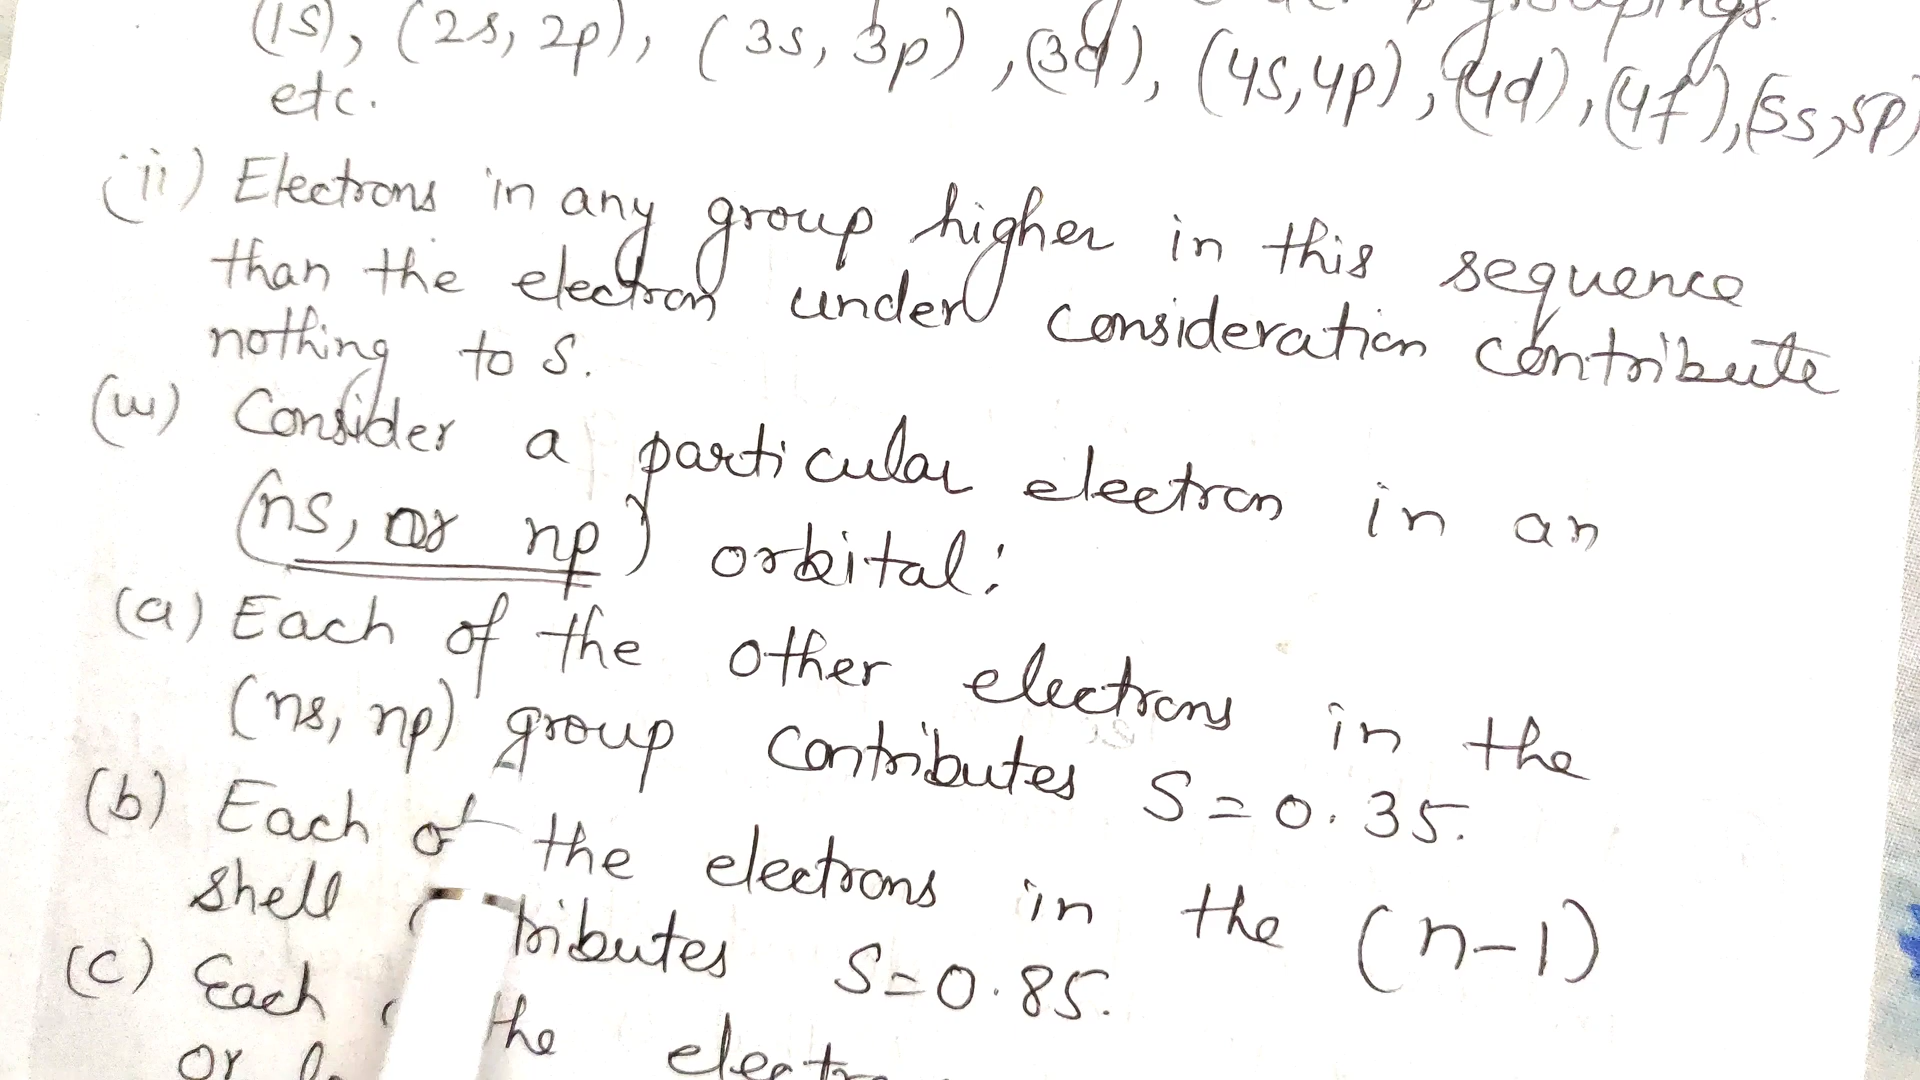 groupings.
(1s), (2s, 2p), (3s, 3p), (3d), (4s, 4p), (4d), (4f), (5s, 5p)
etc.
(ii) Electrons in any group higher in this sequence
than the electron under consideration contribute
nothing to S.
(iii) Consider a particular electron in an
(ns, or np) orbital:
(a) Each of the other electrons in the
(ns, np) group contributes S = 0.35.
(b) Each of the electrons in the (n-1)
shell tributes S=0.85.
(c) Each the electr
or